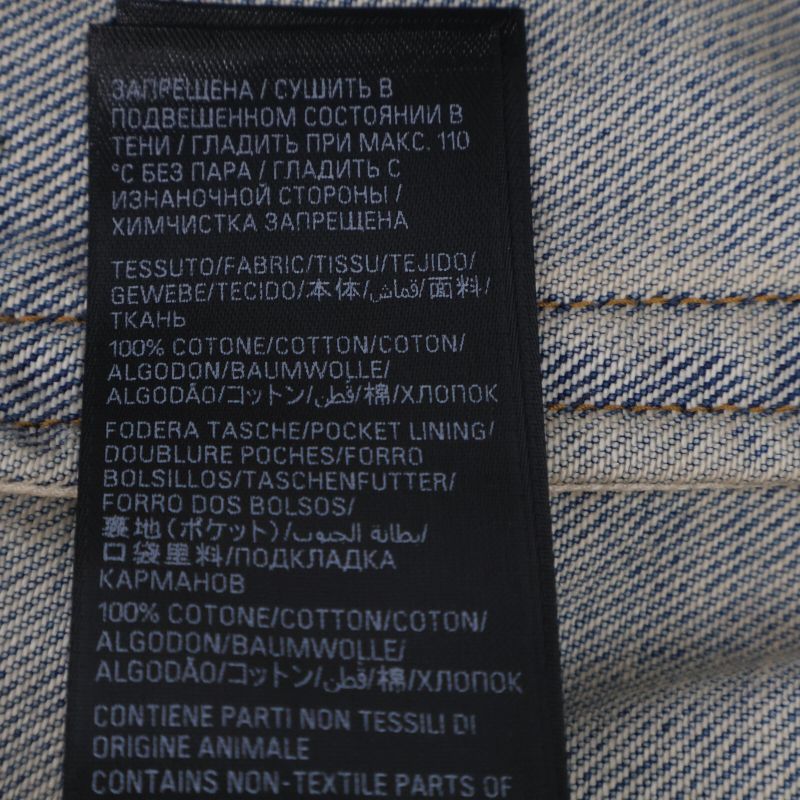 ЗАПРЕЩЕНА / СУШИТЬ В
ПОДВЕШЕННОМ СОСТОЯНИИ В
ТЕНИ / ГЛАДИТЬ ПРИ МАКС. 110
°C БЕЗ ПАРА / ГЛАДИТЬ С
ИЗНАНОЧНОЙ СТОРОНЫ /
ХИМЧИСТКА ЗАПРЕЩЕНА
TESSUTO/FABRIC/TISSU/TEJIDO/
GEWEBE/TECIDO/本体/قماش/面料/
ТКАНЬ
100% COTONE/COTTON/COTON/
ALGODON/BAUMWOLLE/
ALGODÃO/コットン/قطن/棉/ХЛОПОК
FODERA TASCHE/POCKET LINING/
DOUBLURE POCHES/FORRO
BOLSILLOS/TASCHENFUTTER/
FORRO DOS BOLSOS/
裏地(ポケット)/بطانة الجيوب/
口袋里料/ПОДКЛАДКА
КАРМАНОВ
100% COTONE/COTTON/COTON/
ALGODON/BAUMWOLLE/
ALGODÃO/コットン/قطن/棉/ХЛОПОК
CONTIENE PARTI NON TESSILI DI
ORIGINE ANIMALE
CONTAINS NON-TEXTILE PARTS OF